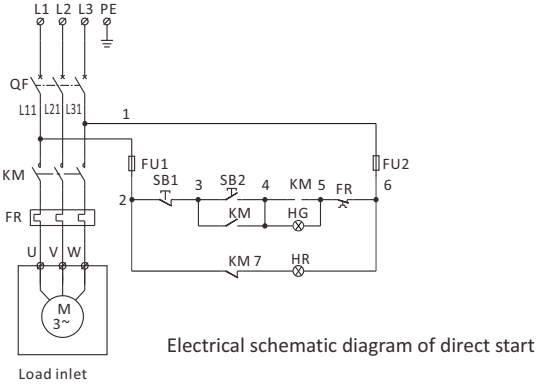 L1 L2 L3 PE
QF
L11 L21 L31
1
FU1
FU2
SB1 3 SB2 4 KM 5 FR 6
2
KM
KM HG
FR
U V W
KM 7 HR
M
3~
Electrical schematic diagram of direct start
Load inlet